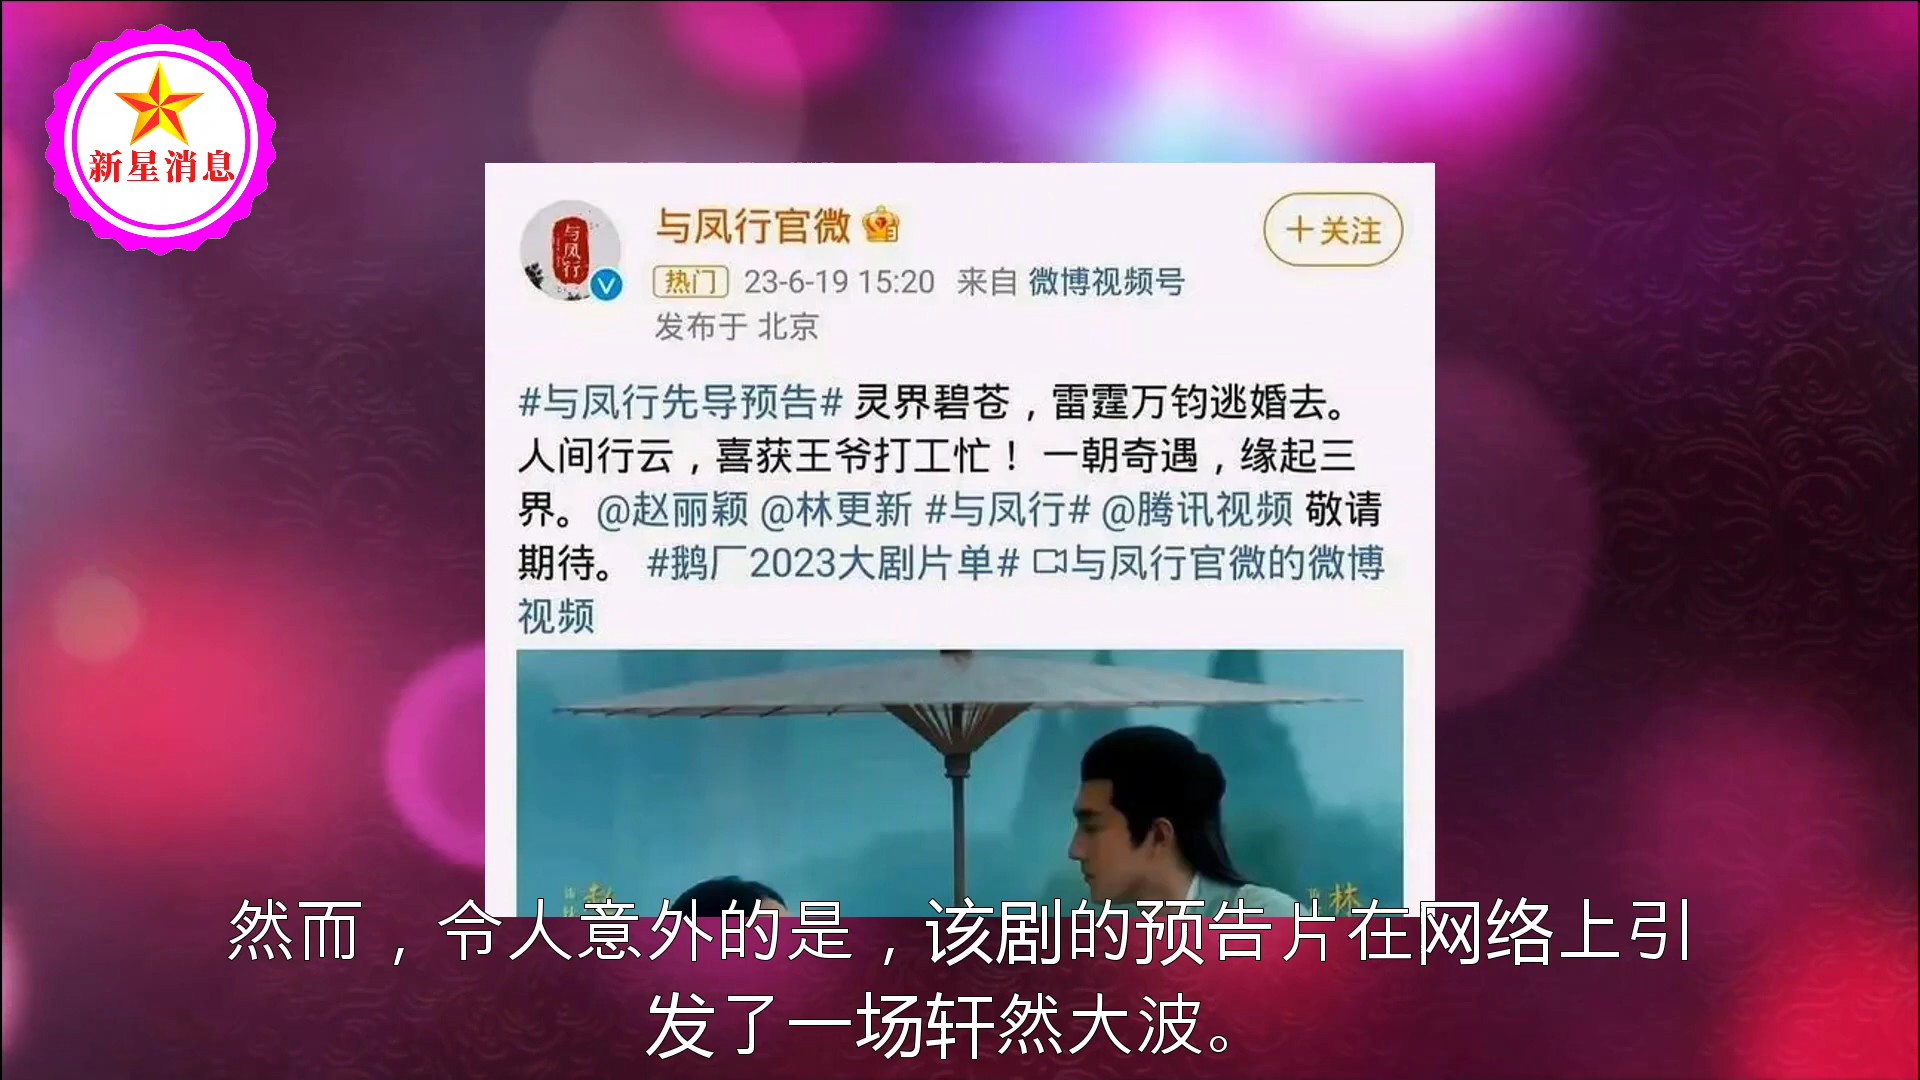 新星消息
与凤行
与凤行官微
+关注
热门 23-6-19 15:20 来自 微博视频号
发布于 北京
#与凤行先导预告# 灵界碧苍，雷霆万钧逃婚去。
人间行云，喜获王爷打工忙！一朝奇遇，缘起三
界。@赵丽颖 @林更新 #与凤行# @腾讯视频 敬请
期待。 #鹅厂2023大剧片单# 与凤行官微的微博
视频
林
然而，令人意外的是，该剧的预告片在网络上引
发了一场轩然大波。